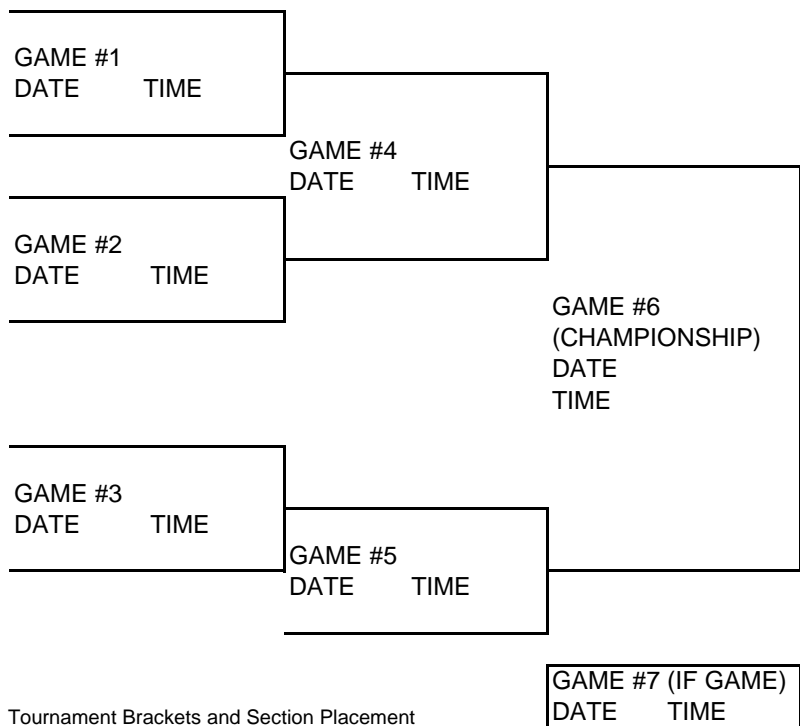 GAME #1
DATE TIME
GAME #4
DATE TIME
GAME #2
DATE TIME
GAME #6
(CHAMPIONSHIP)
DATE
TIME
GAME #3
DATE TIME
GAME #5
DATE TIME
GAME #7 (IF GAME)
DATE TIME
Tournament Brackets and Section Placement